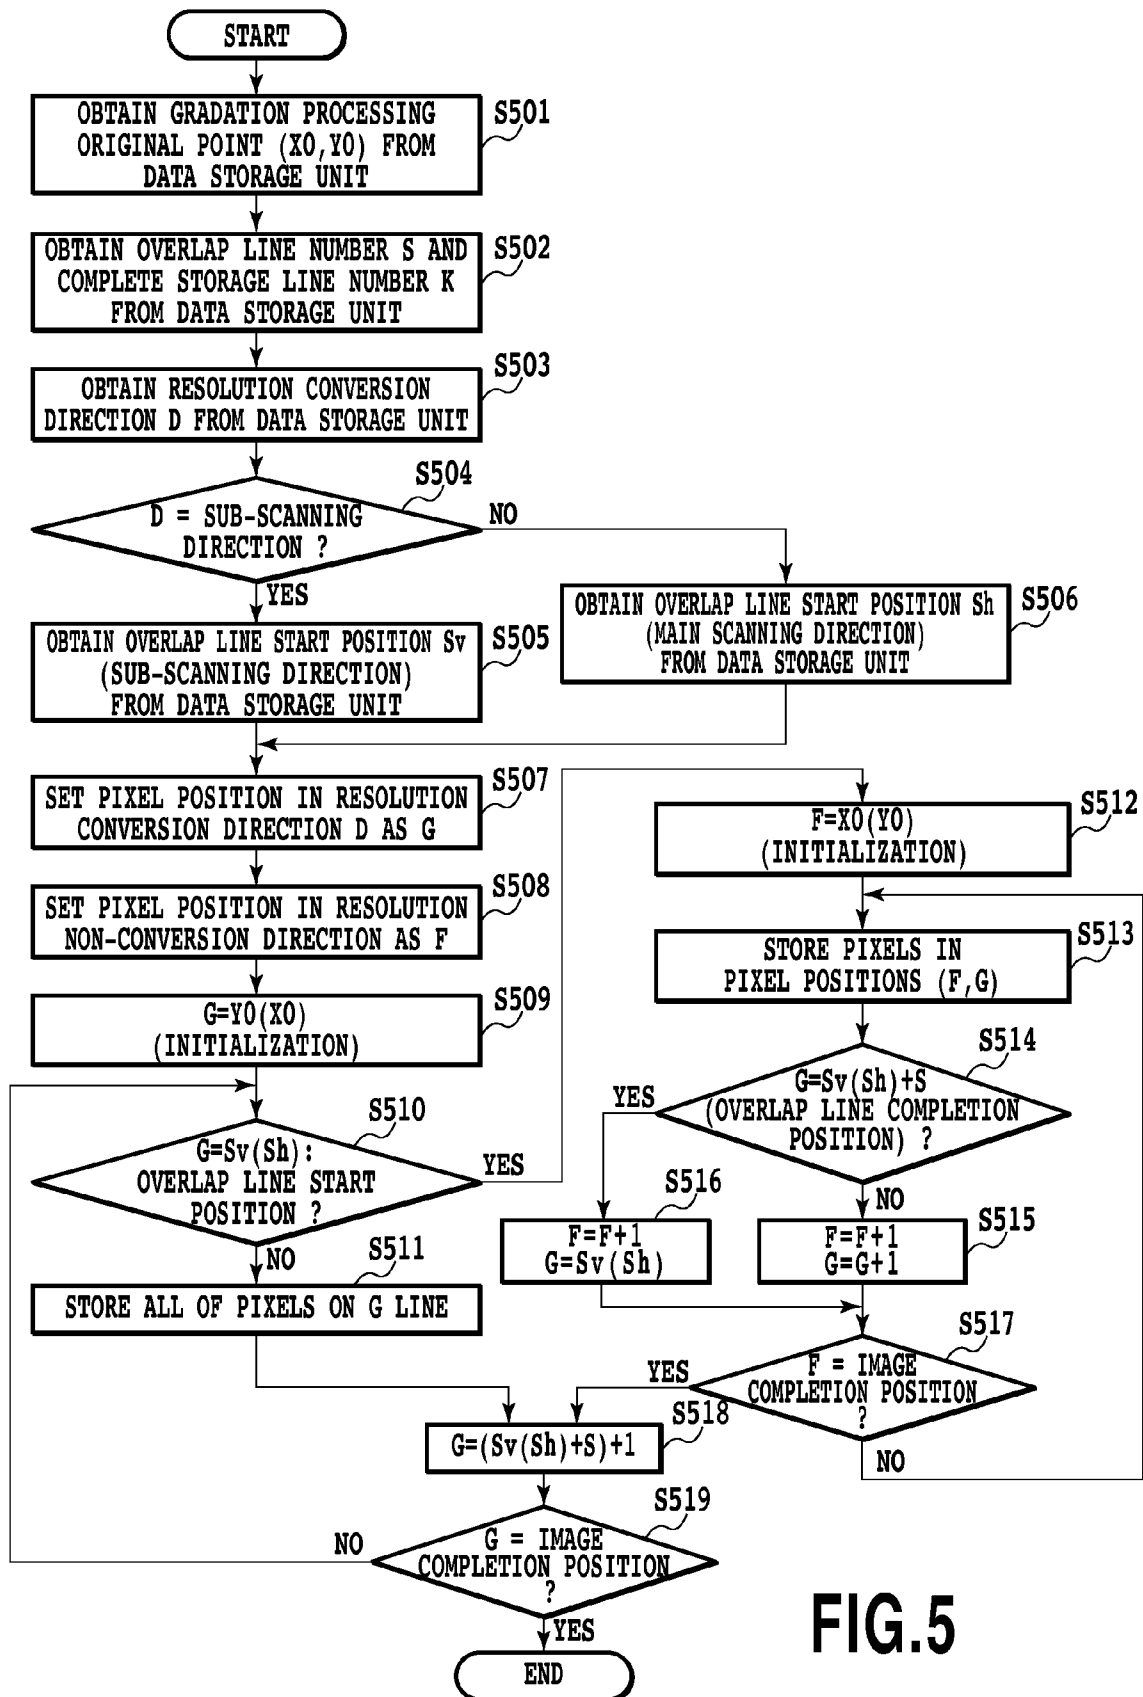 START
OBTAIN GRADATION PROCESSING
ORIGINAL POINT (X0,Y0) FROM
DATA STORAGE UNIT
S501
OBTAIN OVERLAP LINE NUMBER S AND
COMPLETE STORAGE LINE NUMBER K
FROM DATA STORAGE UNIT
S502
OBTAIN RESOLUTION CONVERSION
DIRECTION D FROM DATA STORAGE UNIT
S503
D = SUB-SCANNING
DIRECTION ?
S504
NO
YES
OBTAIN OVERLAP LINE START POSITION Sv
(SUB-SCANNING DIRECTION)
FROM DATA STORAGE UNIT
S505
OBTAIN OVERLAP LINE START POSITION Sh
(MAIN SCANNING DIRECTION)
FROM DATA STORAGE UNIT
S506
SET PIXEL POSITION IN RESOLUTION
CONVERSION DIRECTION D AS G
S507
SET PIXEL POSITION IN RESOLUTION
NON-CONVERSION DIRECTION AS F
S508
G=Y0(X0)
(INITIALIZATION)
S509
G=Sv(Sh):
OVERLAP LINE START
POSITION ?
S510
YES
NO
STORE ALL OF PIXELS ON G LINE
S511
F=X0(Y0)
(INITIALIZATION)
S512
STORE PIXELS IN
PIXEL POSITIONS (F,G)
S513
G=Sv(Sh)+S
(OVERLAP LINE COMPLETION
POSITION) ?
S514
YES
NO
F=F+1
G=Sv(Sh)
S516
F=F+1
G=G+1
S515
F = IMAGE
COMPLETION POSITION
?
S517
YES
NO
G=(Sv(Sh)+S)+1
S518
G = IMAGE
COMPLETION POSITION
?
S519
NO
YES
END
FIG.5